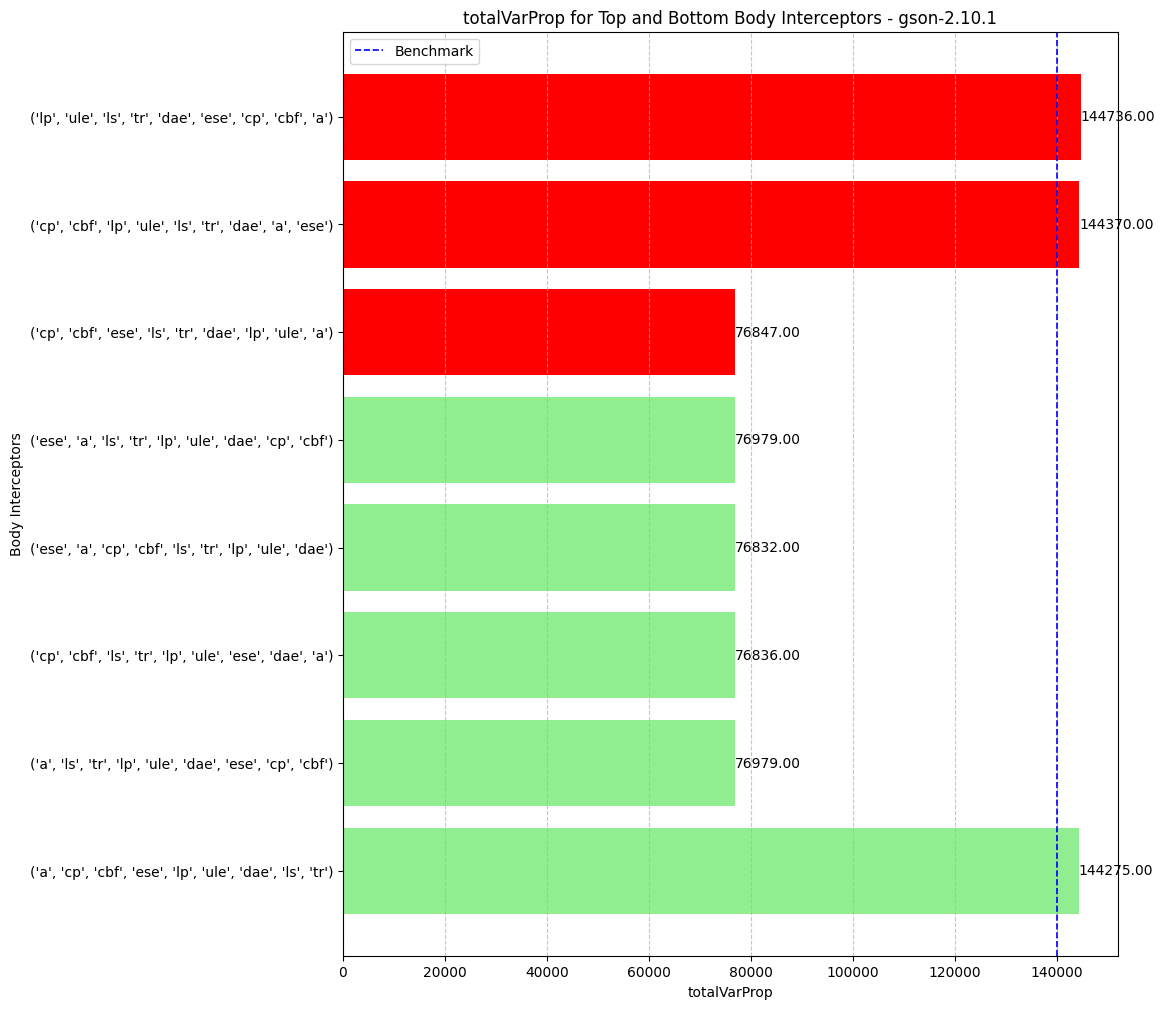 totalVarProp for Top and Bottom Body Interceptors - gson-2.10.1
Benchmark
('lp', 'ule', 'ls', 'tr', 'dae', 'ese', 'cp', 'cbf', 'a')
144736.00
('cp', 'cbf', 'lp', 'ule', 'ls', 'tr', 'dae', 'a', 'ese')
144370.00
('cp', 'cbf', 'ese', 'ls', 'tr', 'dae', 'lp', 'ule', 'a')
76847.00
('ese', 'a', 'ls', 'tr', 'lp', 'ule', 'dae', 'cp', 'cbf')
76979.00
('ese', 'a', 'cp', 'cbf', 'ls', 'tr', 'lp', 'ule', 'dae')
76832.00
('cp', 'cbf', 'ls', 'tr', 'lp', 'ule', 'ese', 'dae', 'a')
76836.00
('a', 'ls', 'tr', 'lp', 'ule', 'dae', 'ese', 'cp', 'cbf')
76979.00
('a', 'cp', 'cbf', 'ese', 'lp', 'ule', 'dae', 'ls', 'tr')
144275.00
Body Interceptors
0 20000 40000 60000 80000 100000 120000 140000
totalVarProp